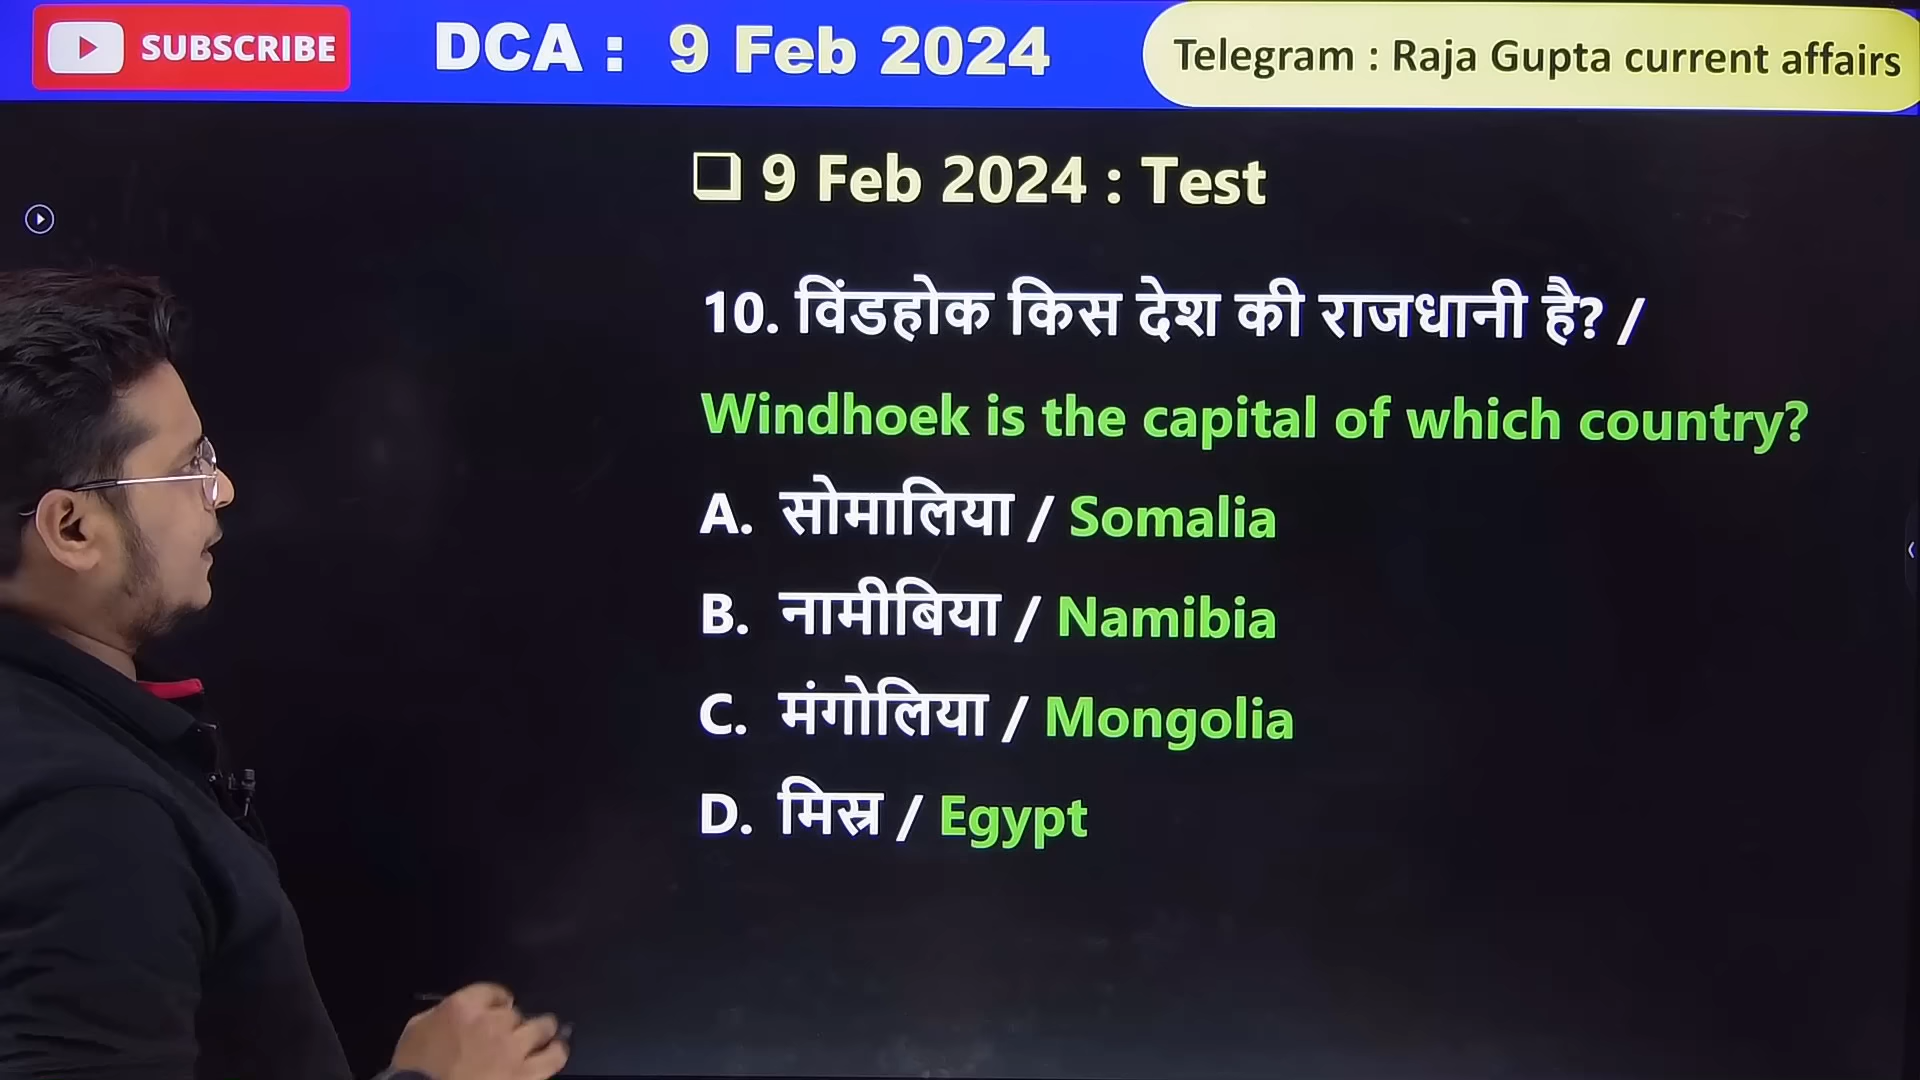 SUBSCRIBE
DCA : 9 Feb 2024
Telegram : Raja Gupta current affairs
9 Feb 2024 : Test
10. विंडहोक किस देश की राजधानी है? /
Windhoek is the capital of which country?
A. सोमालिया / Somalia
B. नामीबिया / Namibia
C. मंगोलिया / Mongolia
D. मिस्र / Egypt